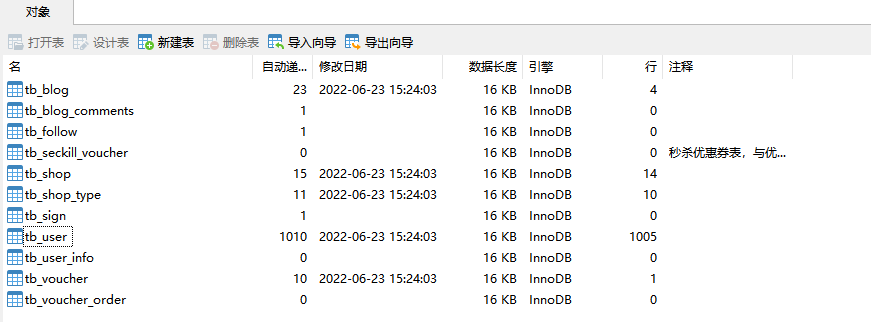 对象
打开表 设计表 新建表 删除表 导入向导 导出向导
名 自动递... 修改日期 数据长度 引擎 行 注释
tb_blog 23 2022-06-23 15:24:03 16 KB InnoDB 4
tb_blog_comments 1 16 KB InnoDB 0
tb_follow 1 16 KB InnoDB 0
tb_seckill_voucher 0 16 KB InnoDB 0 秒杀优惠券表，与优...
tb_shop 15 2022-06-23 15:24:03 16 KB InnoDB 14
tb_shop_type 11 2022-06-23 15:24:03 16 KB InnoDB 10
tb_sign 1 16 KB InnoDB 0
tb_user 1010 2022-06-23 15:24:03 16 KB InnoDB 1005
tb_user_info 0 16 KB InnoDB 0
tb_voucher 10 2022-06-23 15:24:03 16 KB InnoDB 1
tb_voucher_order 0 16 KB InnoDB 0